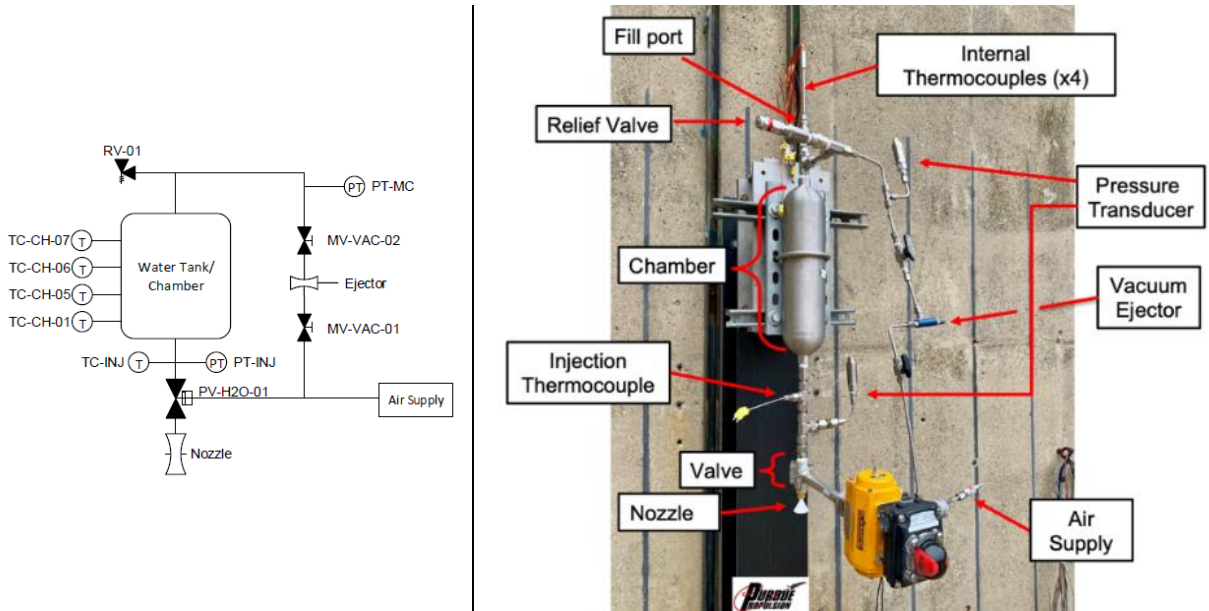 RV-01
PT
PT-MC
TC-CH-07
T
MV-VAC-02
TC-CH-06
T
Water Tank/
Chamber
Ejector
TC-CH-05
T
TC-CH-01
T
MV-VAC-01
TC-INJ
T
PT
PT-INJ
PV-H2O-01
Air Supply
Nozzle
Fill port
Internal
Thermocouples (x4)
Relief Valve
Pressure
Transducer
Chamber
Vacuum
Ejector
Injection
Thermocouple
Valve
Nozzle
Air
Supply
PURDUE
PROPULSION